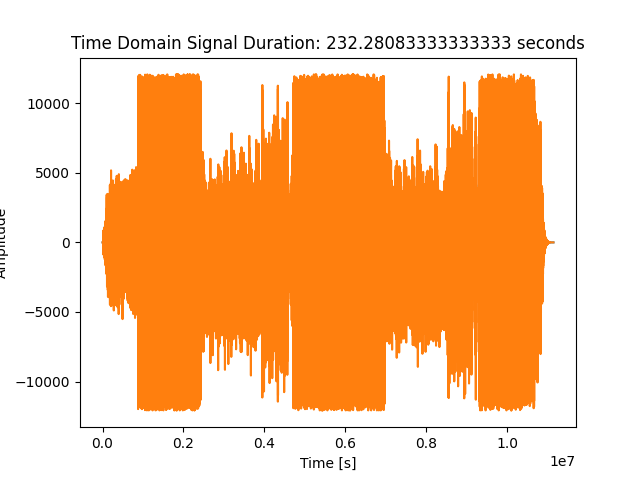 Time Domain Signal Duration: 232.28083333333333 seconds
10000
5000
0
−5000
−10000
Amplitude
0.0 0.2 0.4 0.6 0.8 1.0
1e7
Time [s]